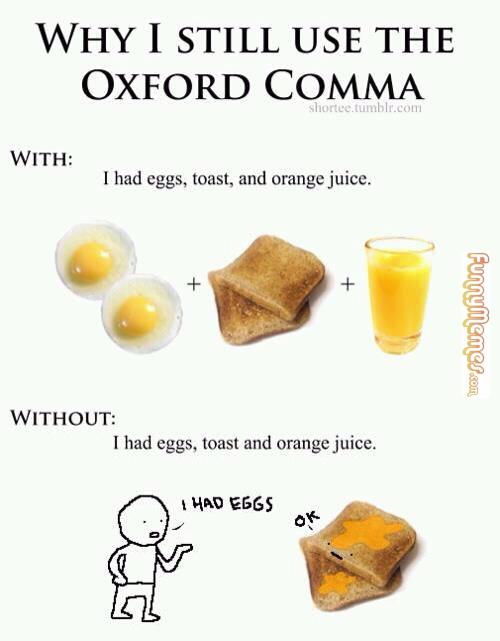 WHY I STILL USE THE
OXFORD COMMA
shortee.tumblr.com
WITH:
I had eggs, toast, and orange juice.
+ +
FunnyMemes.com
WITHOUT:
I had eggs, toast and orange juice.
I HAD EGGS
OK